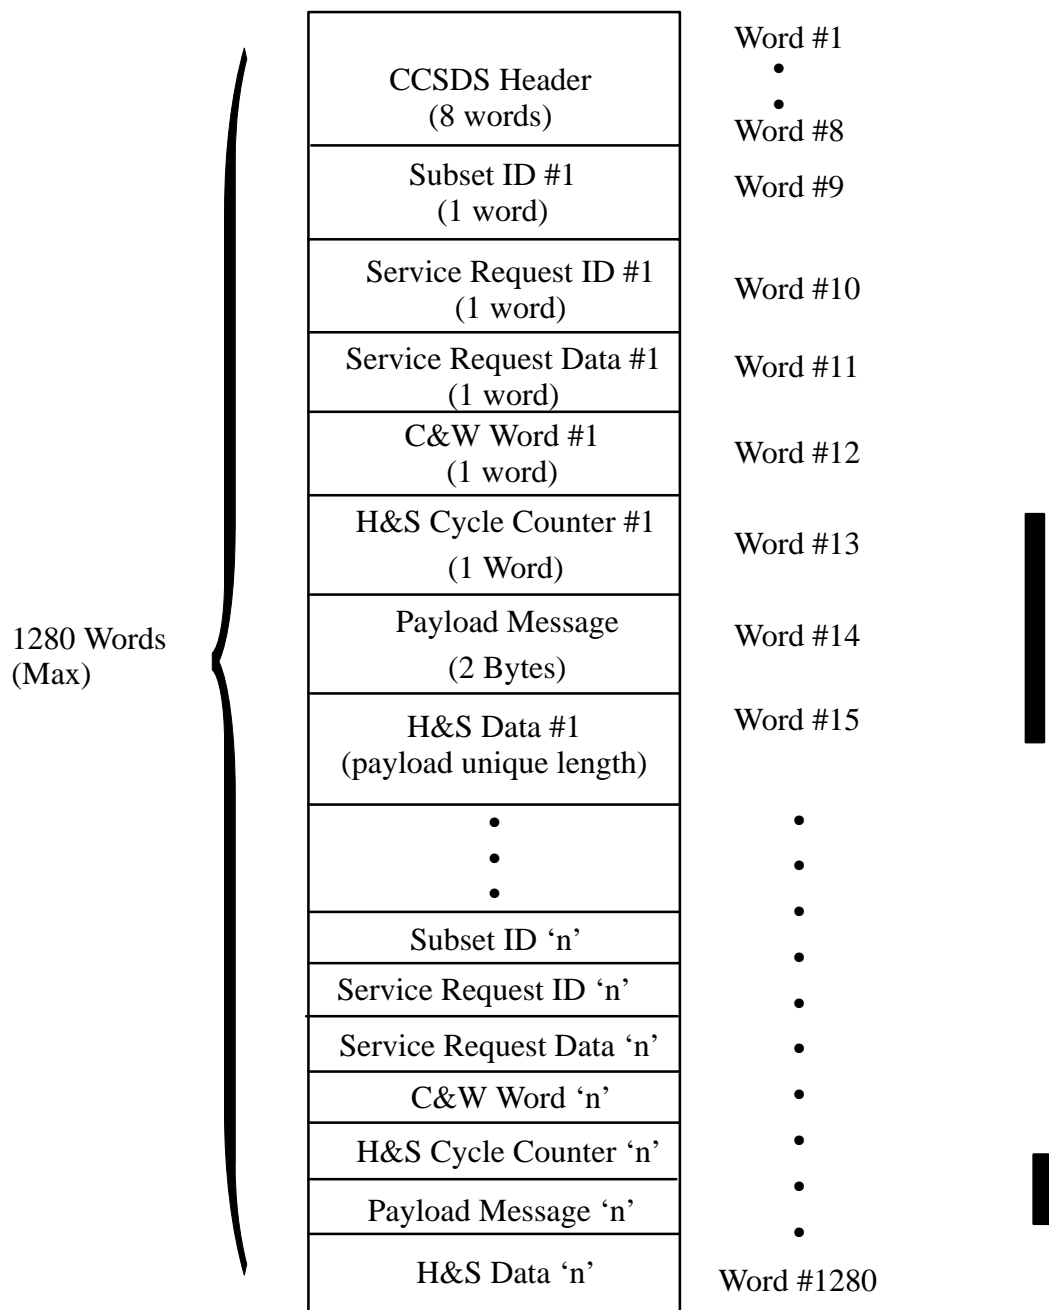 Word #1
CCSDS Header
(8 words)
Word #8
Subset ID #1
(1 word)
Word #9
Service Request ID #1
(1 word)
Word #10
Service Request Data #1
(1 word)
Word #11
C&W Word #1
(1 word)
Word #12
H&S Cycle Counter #1
(1 Word)
Word #13
1280 Words
(Max)
Payload Message
(2 Bytes)
Word #14
H&S Data #1
(payload unique length)
Word #15
Subset ID ‘n’
Service Request ID ‘n’
Service Request Data ‘n’
C&W Word ‘n’
H&S Cycle Counter ‘n’
Payload Message ‘n’
H&S Data ‘n’
Word #1280